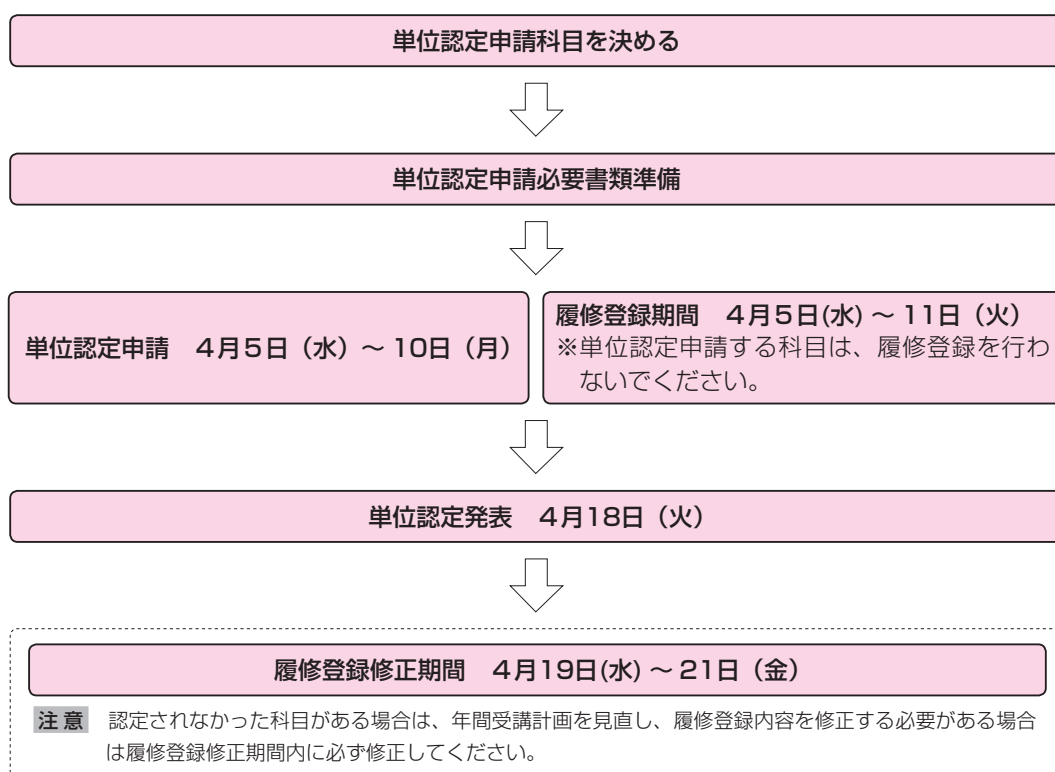 単位認定申請科目を決める
単位認定申請必要書類準備
単位認定申請　4月5日（水）～10日（月）
履修登録期間　4月5日(水)～11日（火）
※単位認定申請する科目は、履修登録を行わ
ないでください。
単位認定発表　4月18日（火）
履修登録修正期間　4月19日(水)～21日（金）
注意　認定されなかった科目がある場合は、年間受講計画を見直し、履修登録内容を修正する必要がある場合
は履修登録修正期間内に必ず修正してください。